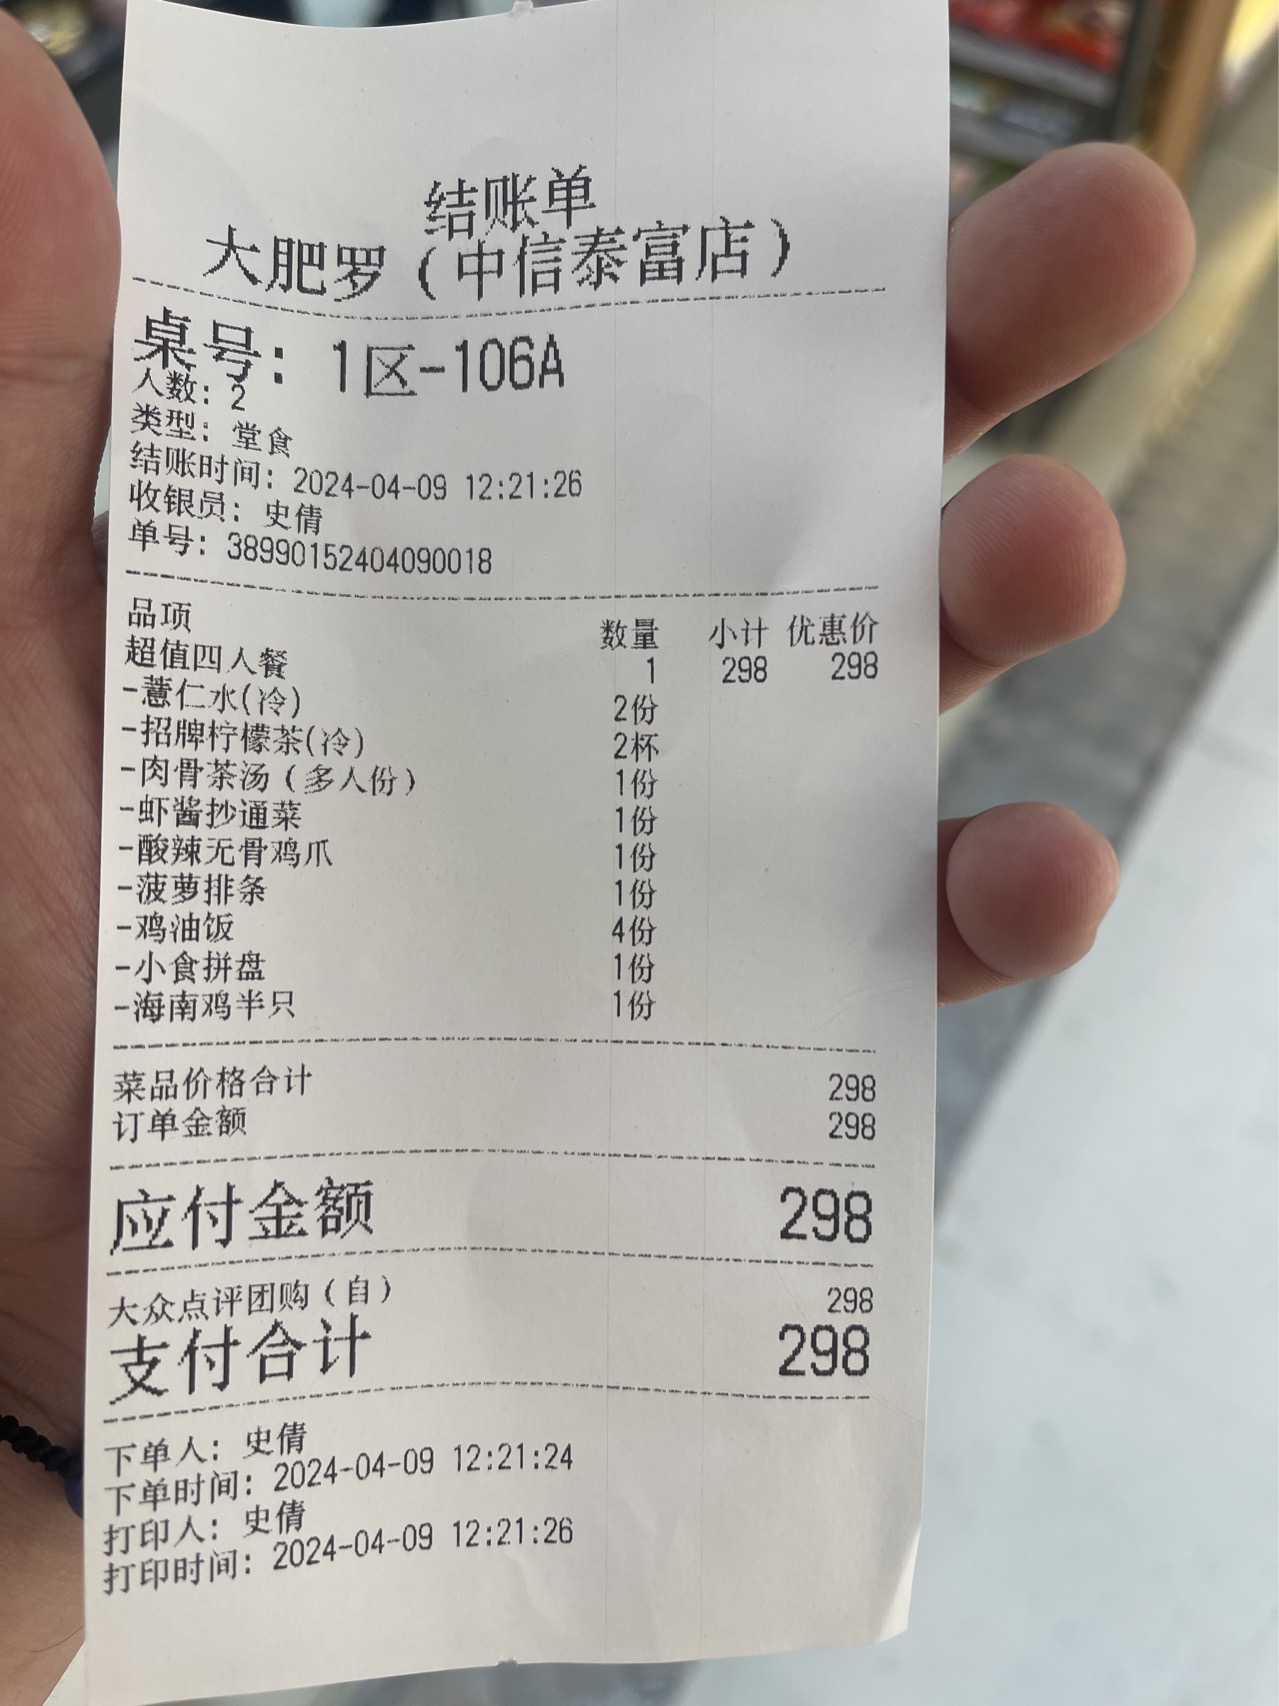 结账单
大肥罗（中信泰富店）
桌号：1区-106A
人数：2
类型：堂食
结账时间：2024-04-09 12:21:26
收银员：史倩
单号：38990152404090018
品项 数量 小计 优惠价
超值四人餐 1 298 298
-薏仁水(冷) 2份
-招牌柠檬茶(冷) 2杯
-肉骨茶汤（多人份） 1份
-虾酱抄通菜 1份
-酸辣无骨鸡爪 1份
-菠萝排条 1份
-鸡油饭 4份
-小食拼盘 1份
-海南鸡半只 1份
菜品价格合计 298
订单金额 298
应付金额 298
大众点评团购（自） 298
支付合计 298
下单人：史倩
下单时间：2024-04-09 12:21:24
打印人：史倩
打印时间：2024-04-09 12:21:26